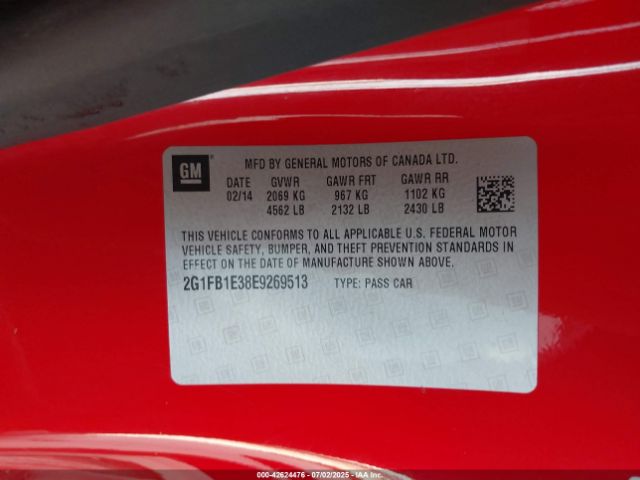 GM
MFD BY GENERAL MOTORS OF CANADA LTD.
DATE GVWR GAWR FRT GAWR RR
02/14 2069 KG 967 KG 1102 KG
4562 LB 2132 LB 2430 LB
THIS VEHICLE CONFORMS TO ALL APPLICABLE U.S. FEDERAL MOTOR
VEHICLE SAFETY, BUMPER, AND THEFT PREVENTION STANDARDS IN
EFFECT ON THE DATE OF MANUFACTURE SHOWN ABOVE.
2G1FB1E38E9269513 TYPE: PASS CAR
000-42624476 - 07/02/2025 - IAA Inc. All Rights Reserved